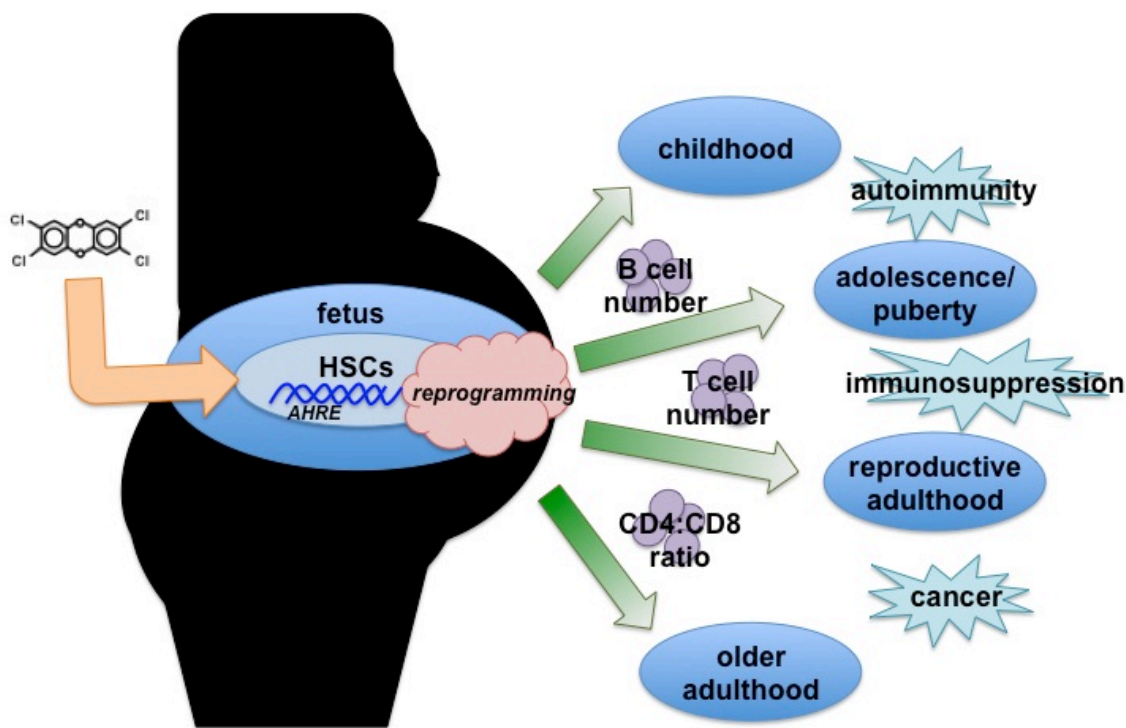 Cl
Cl
Cl
Cl
O
O
fetus
HSCs
AHRE
reprogramming
childhood
autoimmunity
B cell
number
adolescence/
puberty
T cell
number
immunosuppression
reproductive
adulthood
CD4:CD8
ratio
cancer
older
adulthood